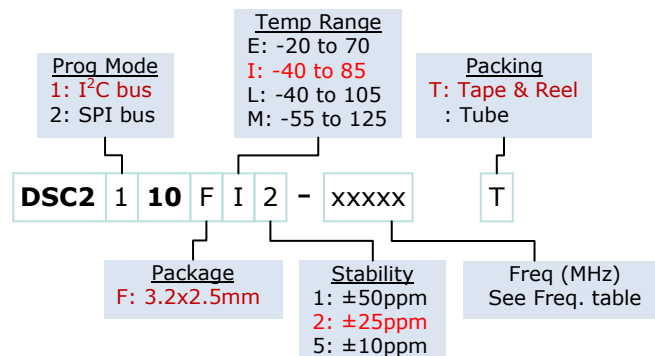 Temp Range
E: -20 to 70
I: -40 to 85
L: -40 to 105
M: -55 to 125
Prog Mode
1: I²C bus
2: SPI bus
Packing
T: Tape & Reel
: Tube
DSC2 1 10 F I 2 - xxxxx T
Package
F: 3.2x2.5mm
Stability
1: ±50ppm
2: ±25ppm
5: ±10ppm
Freq (MHz)
See Freq. table